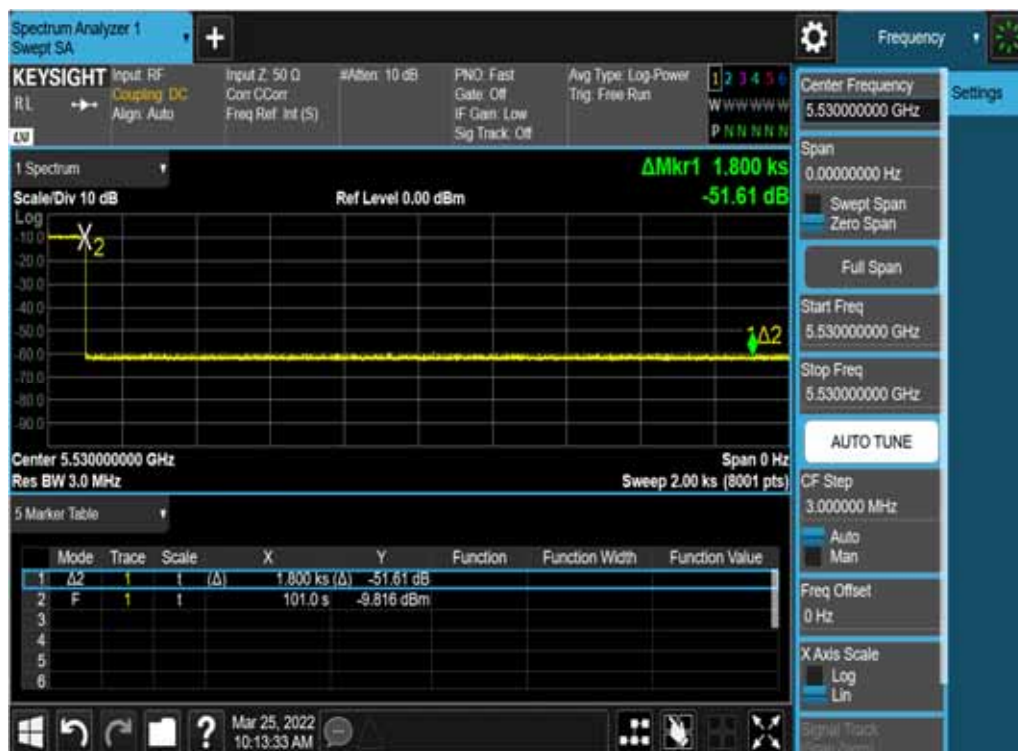 Spectrum Analyzer 1
Swept SA
+
Frequency
KEYSIGHT
RL
Input: RF
Coupling: DC
Align: Auto
Input Z: 50 Ω
Corr CCorr
Freq Ref: Int (S)
#Atten: 10 dB
PNO: Fast
Gate: Off
IF Gain: Low
Sig Track: Off
Avg Type: Log-Power
Trig: Free Run
1 2 3 4 5 6
W W W W W W
P N N N N N
1 Spectrum
Scale/Div 10 dB
Ref Level 0.00 dBm
ΔMkr1 1.800 ks
-51.61 dB
Log
-10.0
-20.0
-30.0
-40.0
-50.0
-60.0
-70.0
-80.0
-90.0
2
1Δ2
Center 5.530000000 GHz
Span 0 Hz
Res BW 3.0 MHz
Sweep 2.00 ks (8001 pts)
5 Marker Table
Mode Trace Scale X Y Function Function Width Function Value
1 Δ2 1 t (Δ) 1.800 ks (Δ) -51.61 dB
2 F 1 t 101.0 s -9.816 dBm
3
4
5
6
Mar 25, 2022
10:13:33 AM
Settings
Center Frequency
5.530000000 GHz
Span
0.00000000 Hz
Swept Span
Zero Span
Full Span
Start Freq
5.530000000 GHz
Stop Freq
5.530000000 GHz
AUTO TUNE
CF Step
3.000000 MHz
Auto
Man
Freq Offset
0 Hz
X Axis Scale
Log
Lin
Signal Track